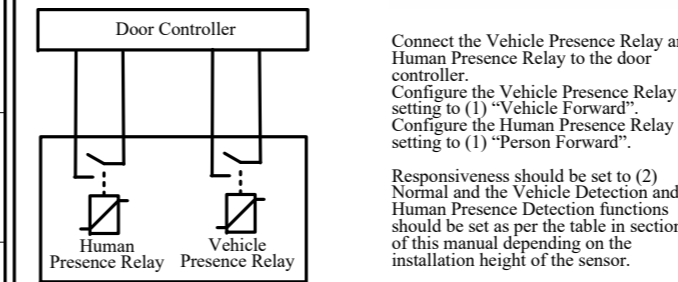 Door Controller
Human
Presence Relay
Vehicle
Presence Relay
Connect the Vehicle Presence Relay
Human Presence Relay to the door
controller.
Configure the Vehicle Presence Relay
setting to (1) “Vehicle Forward”.
Configure the Human Presence Relay
setting to (1) “Person Forward”.
Responsiveness should be set to (2)
Normal and the Vehicle Detection and
Human Presence Detection functions
should be set as per the table in section
of this manual depending on the
installation height of the sensor.